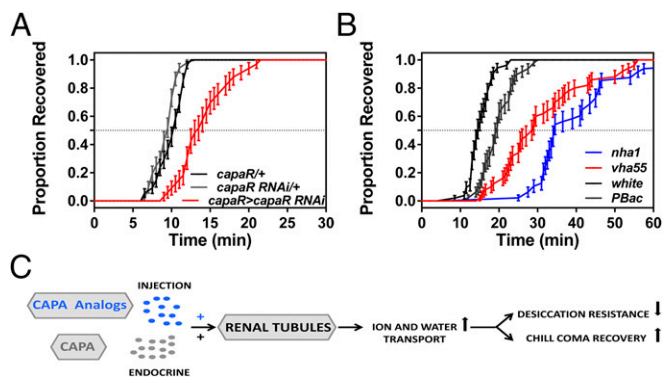 A
Proportion Recovered
1.0
0.8
0.6
0.4
0.2
0.0
capaR/+
capaR RNAi/+
capaR>capaR RNAi
0 5 10 15 20 25 30
Time (min)
B
Proportion Recovered
1.0
0.8
0.6
0.4
0.2
0.0
nha1
vha55
white
PBac
0 10 20 30 40 50 60
Time (min)
C
INJECTION
CAPA Analogs
CAPA
ENDOCRINE
+
+
RENAL TUBULES
ION AND WATER
TRANSPORT
DESICCATION RESISTANCE
CHILL COMA RECOVERY